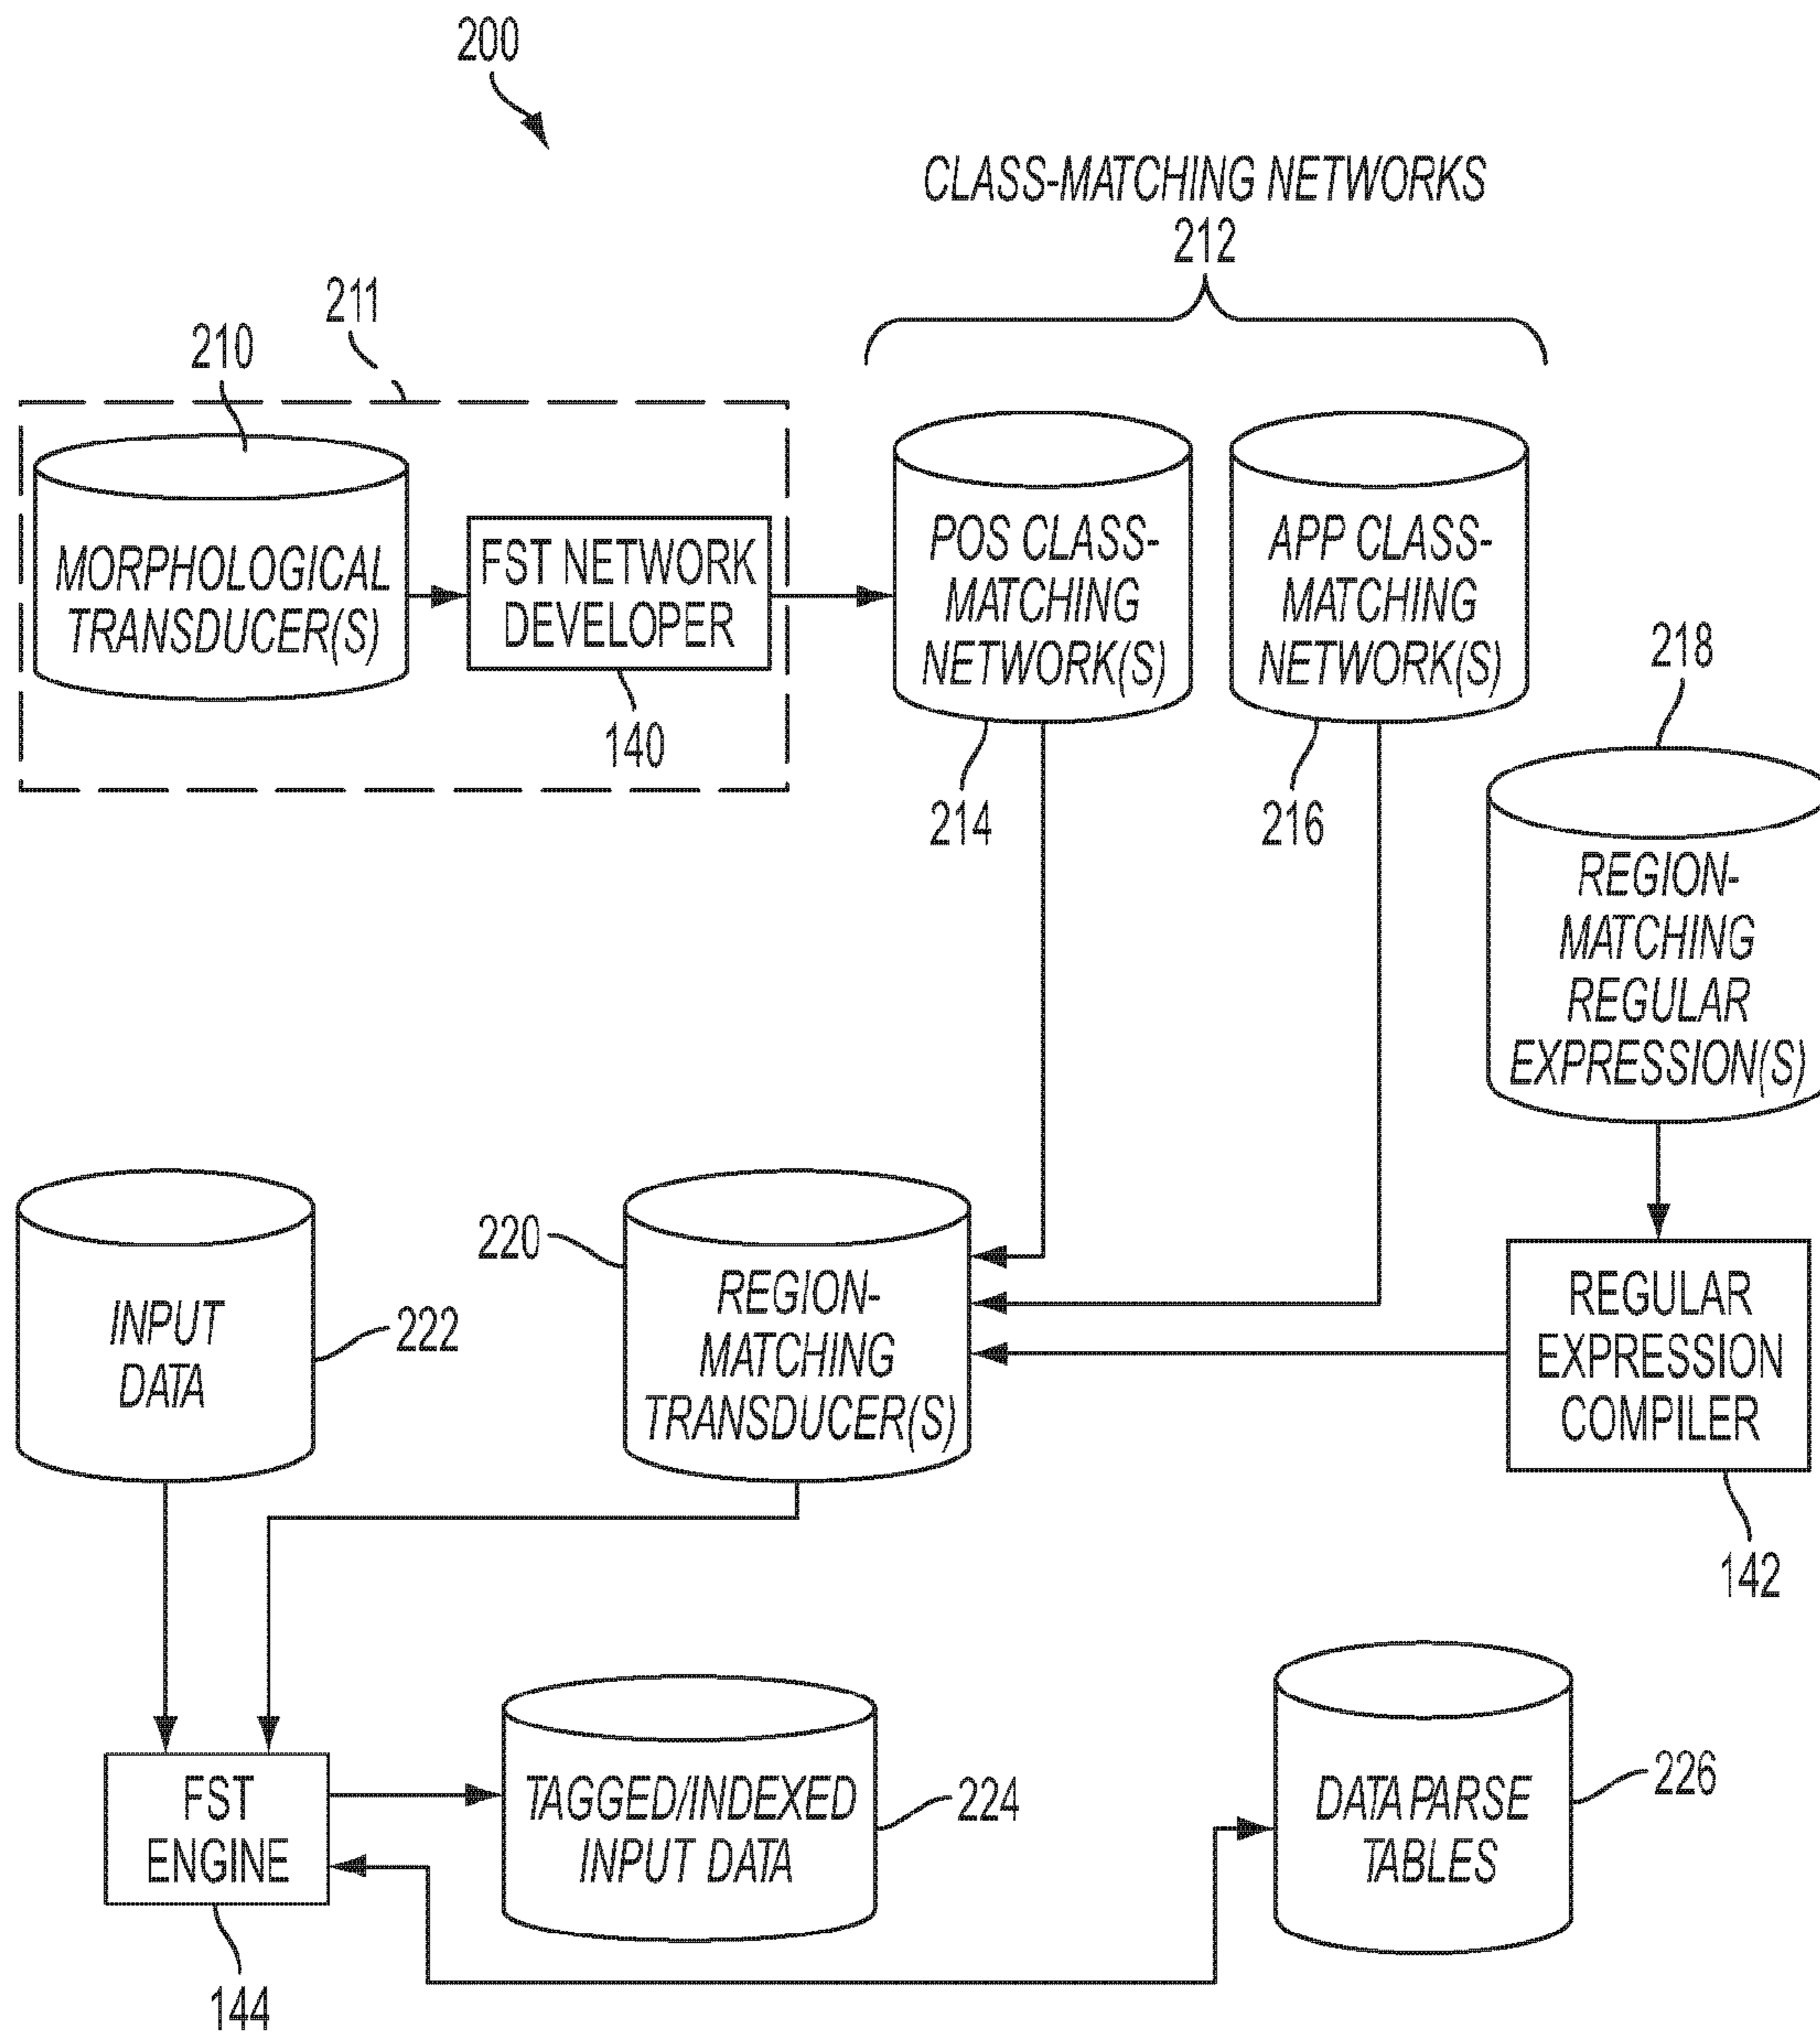 200
CLASS-MATCHING NETWORKS
212
211
210
MORPHOLOGICAL
TRANSDUCER(S)
FST NETWORK
DEVELOPER
140
POS CLASS-
MATCHING
NETWORK(S)
214
APP CLASS-
MATCHING
NETWORK(S)
216
218
REGION-
MATCHING
REGULAR
EXPRESSION(S)
INPUT
DATA
222
220
REGION-
MATCHING
TRANSDUCER(S)
REGULAR
EXPRESSION
COMPILER
142
FST
ENGINE
144
TAGGED/INDEXED
INPUT DATA
224
DATA PARSE
TABLES
226